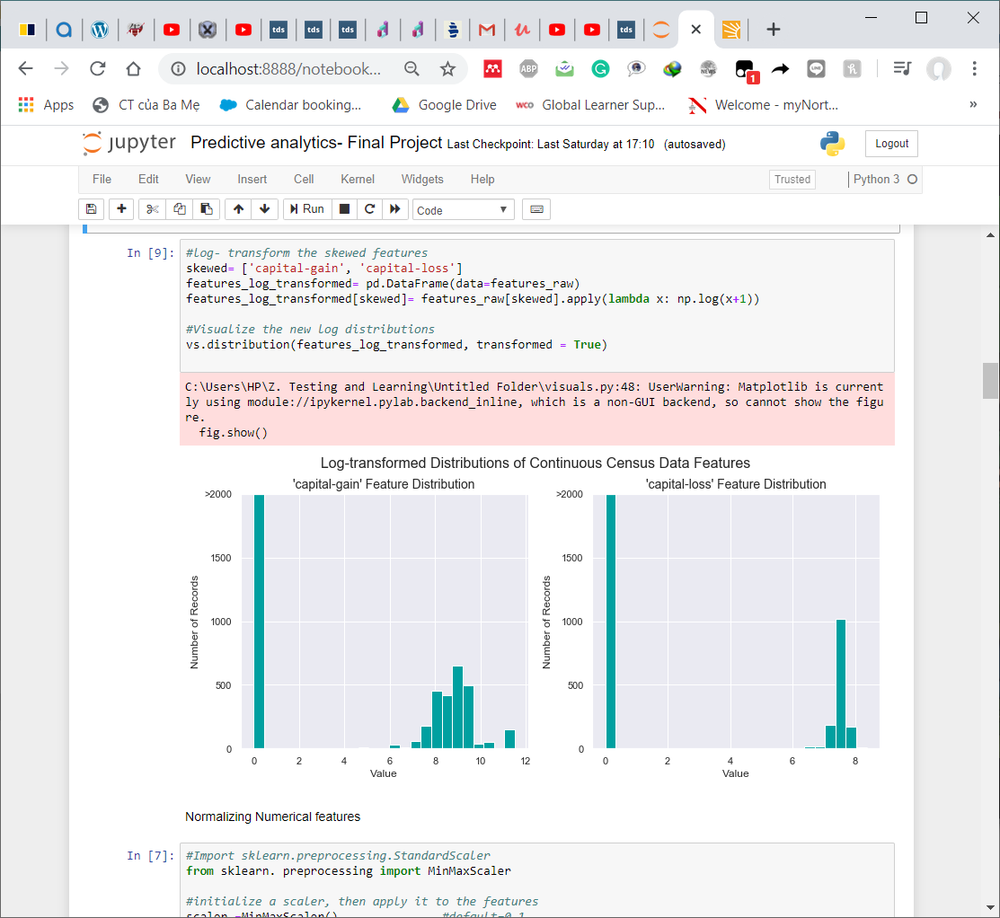 tds
tds
tds
tds
localhost:8888/notebook...
ABP
NEWS
1
LINE
Apps
CT của Ba Mẹ
Calendar booking...
Google Drive
WCO Global Learner Sup...
Welcome - myNort...
»
jupyter Predictive analytics- Final Project Last Checkpoint: Last Saturday at 17:10 (autosaved)
Logout
File Edit View Insert Cell Kernel Widgets Help
Trusted
Python 3
Run
Code
In [9]:
#log- transform the skewed features
skewed= ['capital-gain', 'capital-loss']
features_log_transformed= pd.DataFrame(data=features_raw)
features_log_transformed[skewed]= features_raw[skewed].apply(lambda x: np.log(x+1))
#Visualize the new log distributions
vs.distribution(features_log_transformed, transformed = True)
C:\Users\HP\Z. Testing and Learning\Untitled Folder\visuals.py:48: UserWarning: Matplotlib is current
ly using module://ipykernel.pylab.backend_inline, which is a non-GUI backend, so cannot show the figu
re.
fig.show()
Log-transformed Distributions of Continuous Census Data Features
'capital-gain' Feature Distribution
>2000
1500
1000
500
0
Number of Records
0 2 4 6 8 10 12
Value
'capital-loss' Feature Distribution
>2000
1500
1000
500
0
Number of Records
0 2 4 6 8
Value
Normalizing Numerical features
In [7]:
#Import sklearn.preprocessing.StandardScaler
from sklearn. preprocessing import MinMaxScaler
#initialize a scaler, then apply it to the features
scaler =MinMaxScaler() #default=0,1